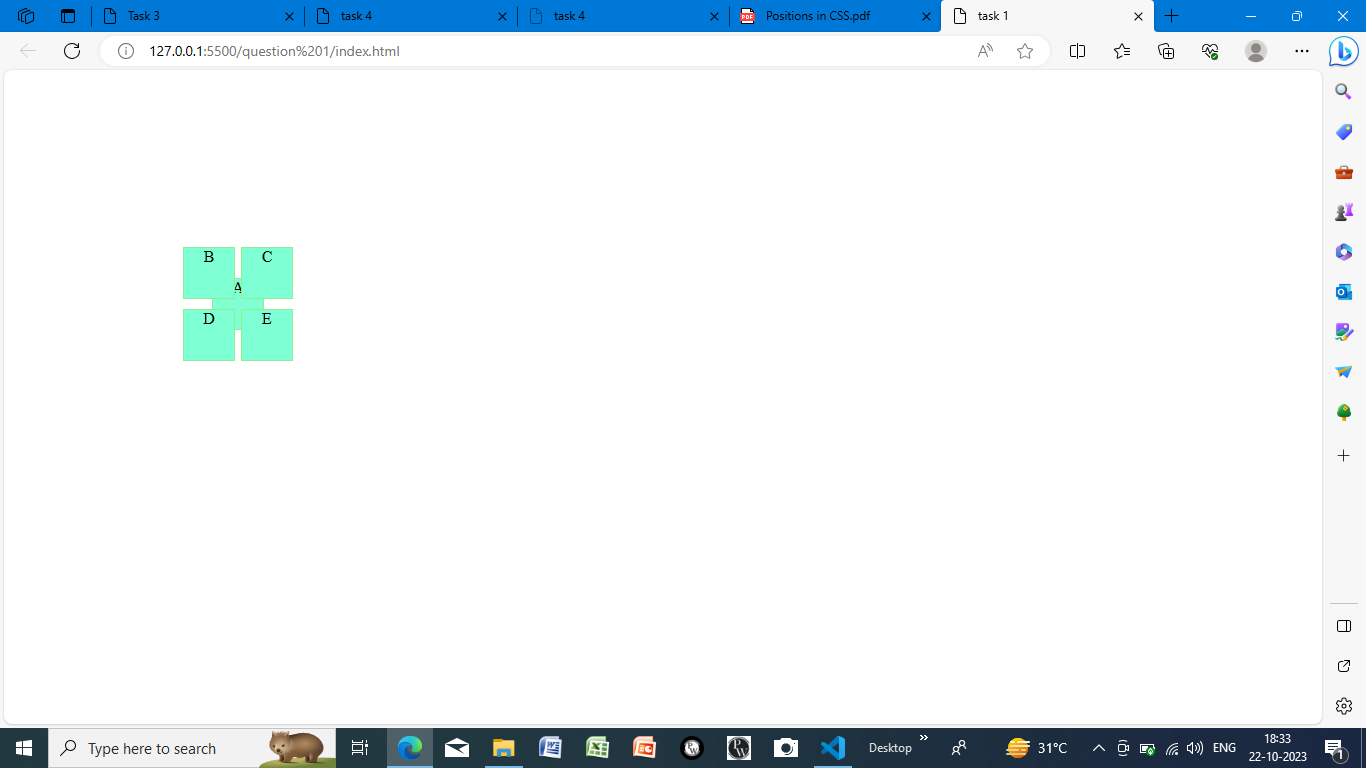 Task 3
task 4
task 4
Positions in CSS.pdf
task 1
127.0.0.1:5500/question%201/index.html
B C
A
D E
Type here to search
Desktop
31°C
ENG
18:33
22-10-2023
1